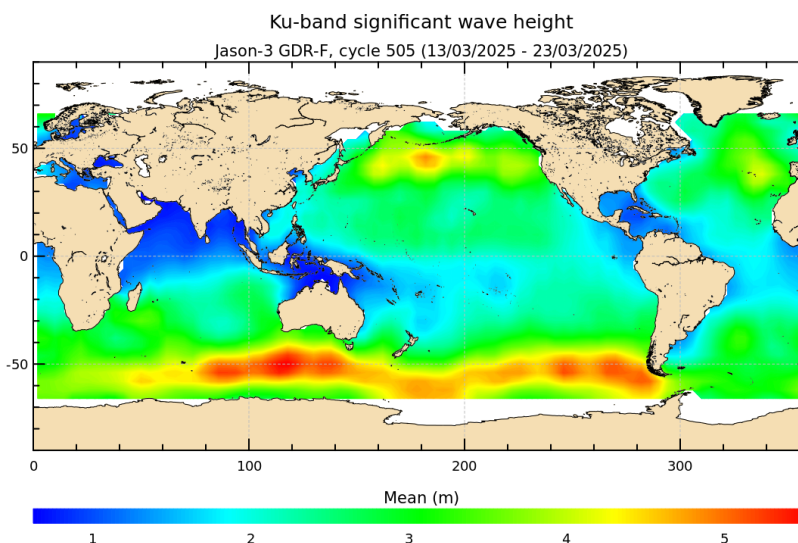 Ku-band significant wave height
Jason-3 GDR-F, cycle 505 (13/03/2025 - 23/03/2025)
50
0
-50
0 100 200 300
Mean (m)
1 2 3 4 5